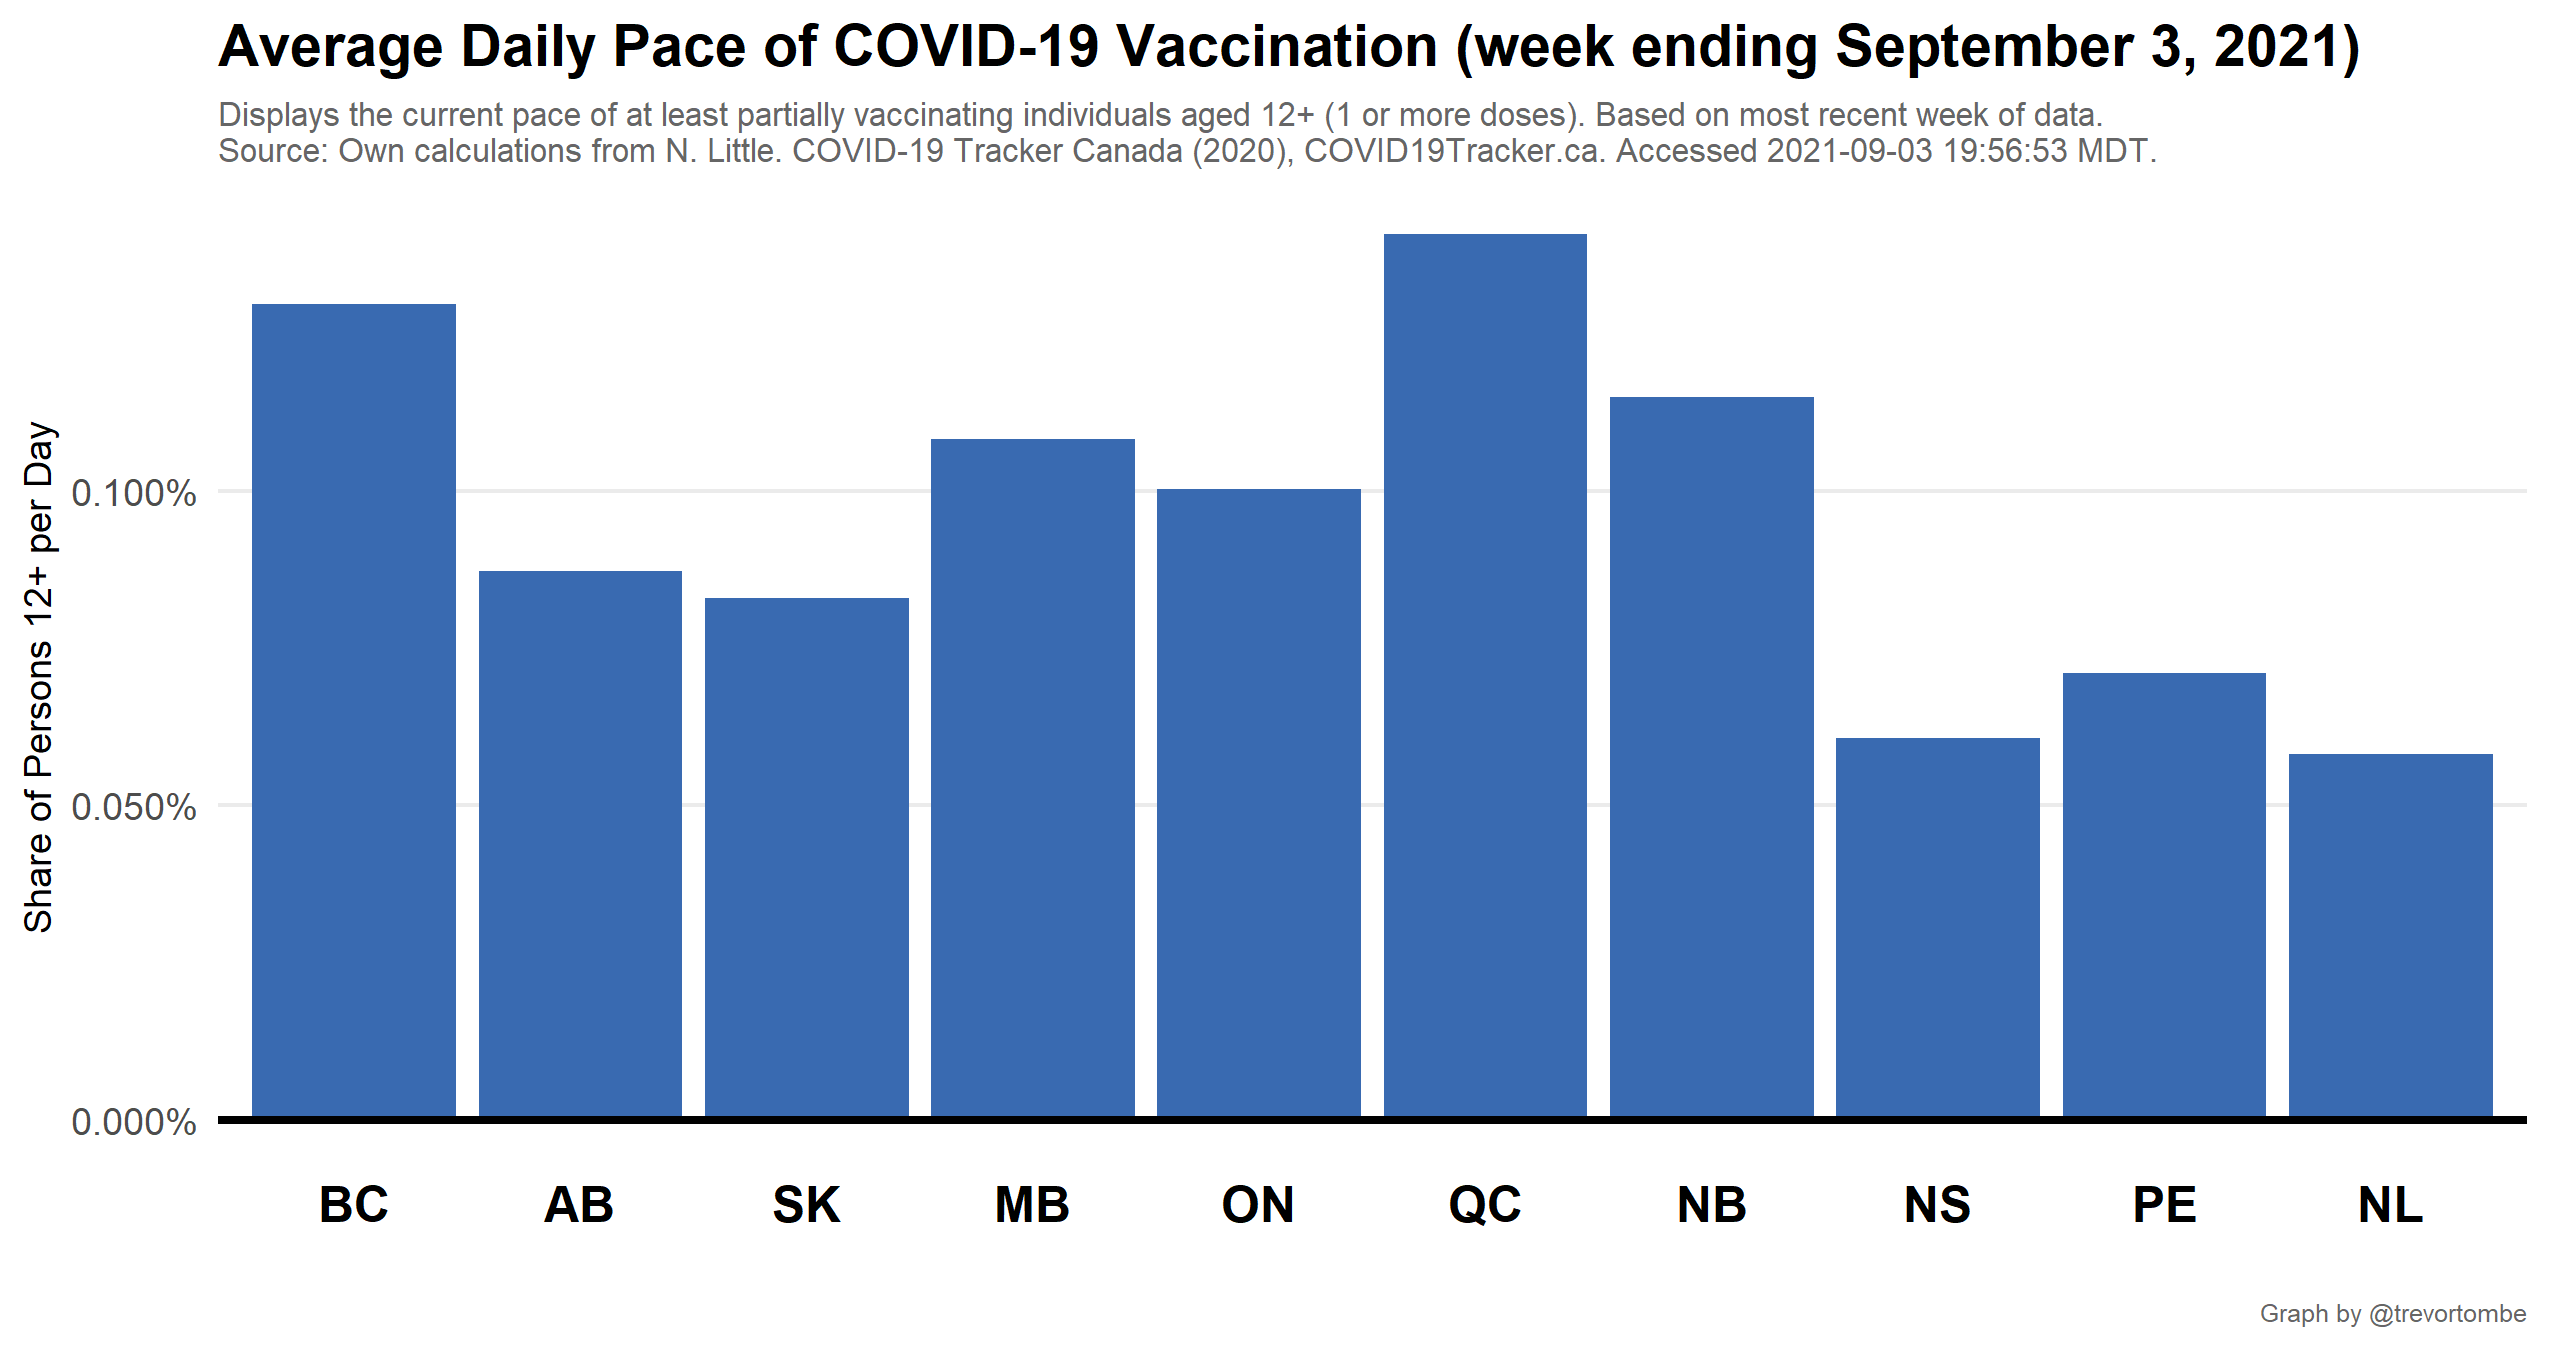 Average Daily Pace of COVID-19 Vaccination (week ending September 3, 2021)
Displays the current pace of at least partially vaccinating individuals aged 12+ (1 or more doses). Based on most recent week of data.
Source: Own calculations from N. Little. COVID-19 Tracker Canada (2020), COVID19Tracker.ca. Accessed 2021-09-03 19:56:53 MDT.
Share of Persons 12+ per Day
0.100%
0.050%
0.000%
BC AB SK MB ON QC NB NS PE NL
Graph by @trevortombe